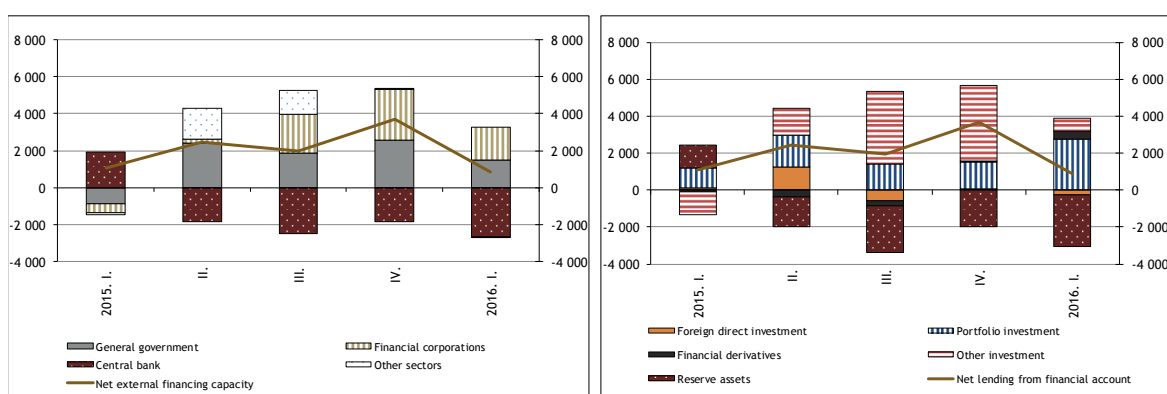 8 000
6 000
4 000
2 000
0
-2 000
-4 000
8 000
6 000
4 000
2 000
0
-2 000
-4 000
2015. I.
II.
III.
IV.
2016. I.
General government
Financial corporations
Central bank
Other sectors
Net external financing capacity
8 000
6 000
4 000
2 000
0
-2 000
-4 000
8 000
6 000
4 000
2 000
0
-2 000
-4 000
2015. I.
II.
III.
IV.
2016. I.
Foreign direct investment
Portfolio investment
Financial derivatives
Other investment
Reserve assets
Net lending from financial account